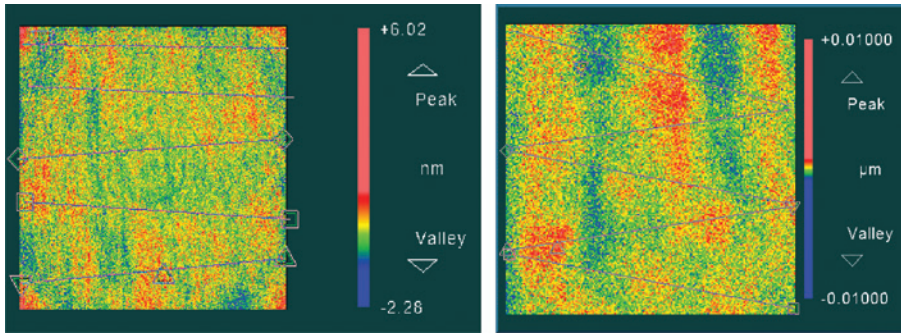 +6.02
Peak
nm
Valley
-2.28
+0.01000
Peak
μm
Valley
-0.01000